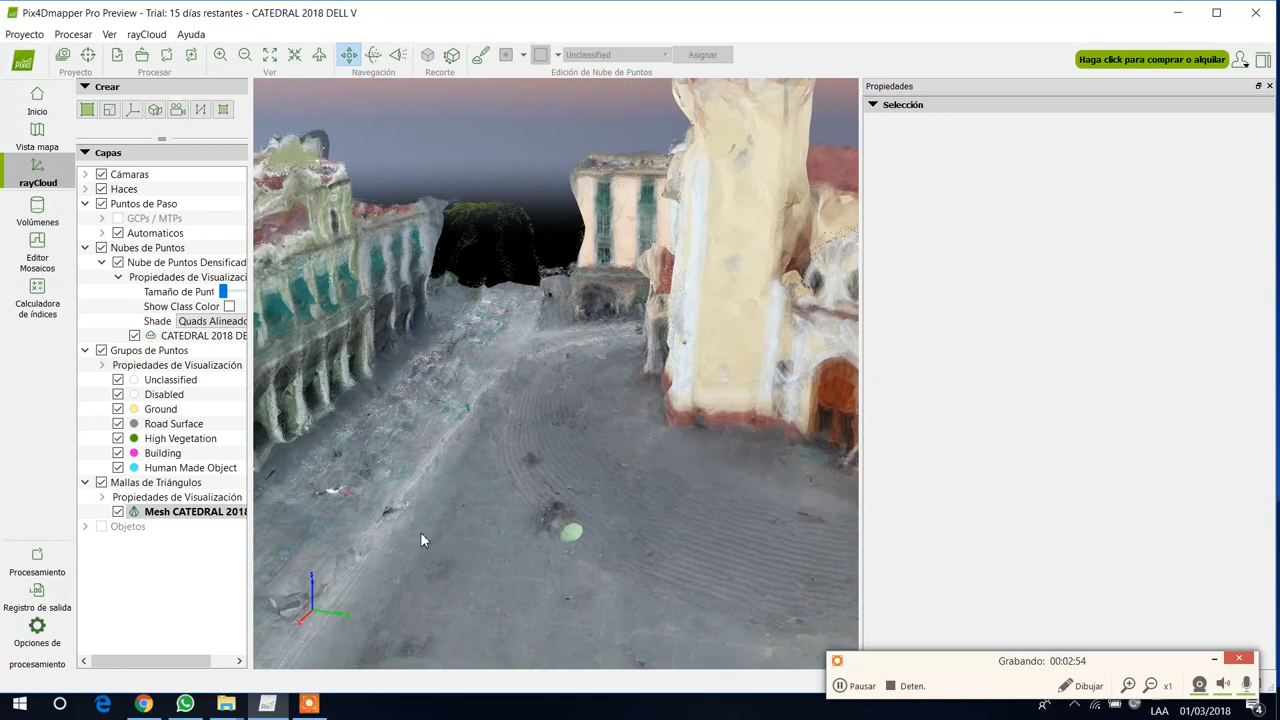 Pix4Dmapper Pro Preview - Trial: 15 días restantes - CATEDRAL 2018 DELL V
Proyecto Procesar Ver rayCloud Ayuda
Unclassified Asignar
Proyecto Procesar Ver Navegación Recorte Edición de Nube de Puntos
Haga click para comprar o alquilar
Inicio
Vista mapa
rayCloud
Volúmenes
Editor
Mosaicos
Calculadora
de índices
Procesamiento
Registro de salida
Opciones de
procesamiento
Crear
Capas
Cámaras
Haces
Puntos de Paso
GCPs / MTPs
Automaticos
Nubes de Puntos
Nube de Puntos Densificad
Propiedades de Visualizaci
Tamaño de Punt
Show Class Color
Shade Quads Alineado
CATEDRAL 2018 DE
Grupos de Puntos
Propiedades de Visualización
Unclassified
Disabled
Ground
Road Surface
High Vegetation
Building
Human Made Object
Mallas de Triángulos
Propiedades de Visualización
Mesh CATEDRAL 2018
Objetos
Propiedades
Selección
Grabando: 00:02:54
Pausar Deten. Dibujar x1
LAA 01/03/2018 4